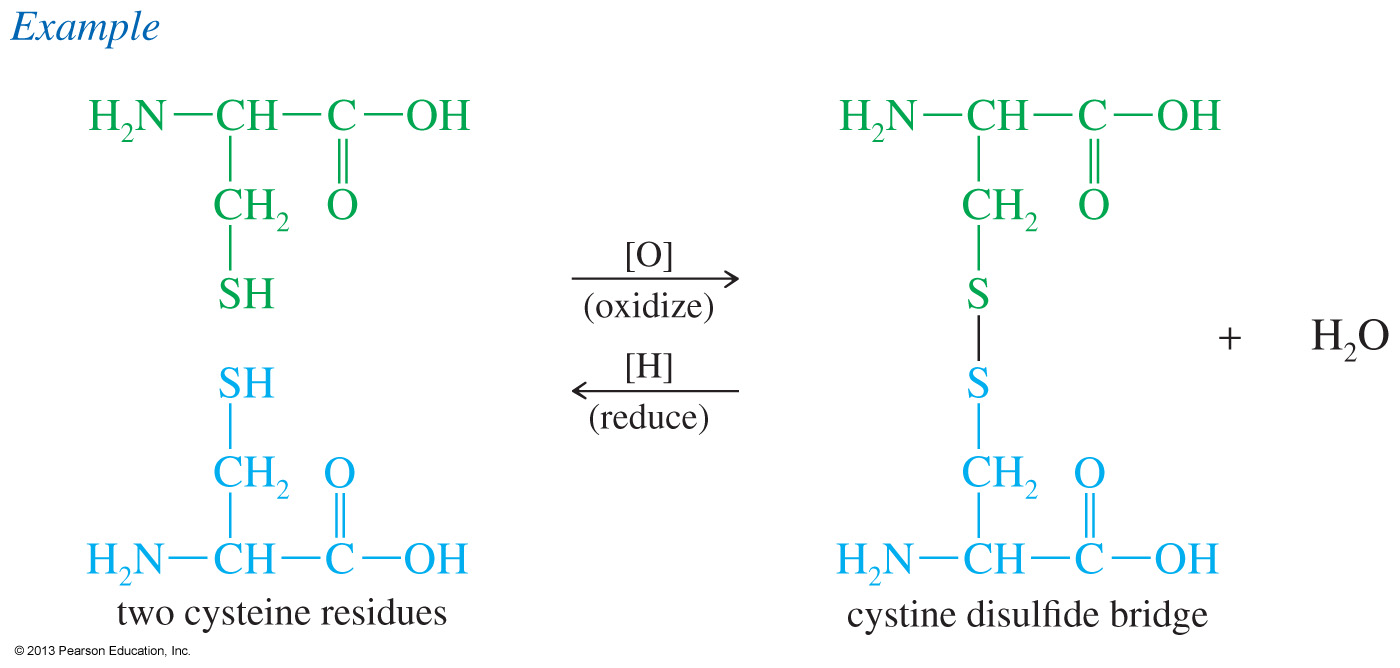 Example
H₂N—CH—C—OH
CH₂ O
SH
SH
CH₂ O
H₂N—CH—C—OH
two cysteine residues
[O]
(oxidize)
[H]
(reduce)
H₂N—CH—C—OH
CH₂ O
S
S
CH₂ O
H₂N—CH—C—OH
cystine disulfide bridge
+ H₂O
© 2013 Pearson Education, Inc.